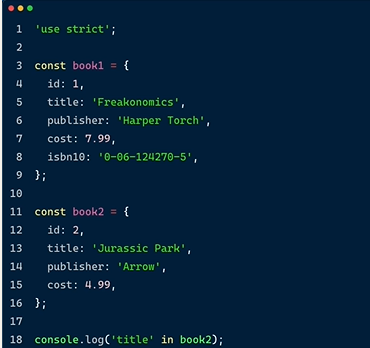 1 'use strict';
2
3 const book1 = {
4   id: 1,
5   title: 'Freakonomics',
6   publisher: 'Harper Torch',
7   cost: 7.99,
8   isbn10: '0-06-124270-5',
9 };
10
11 const book2 = {
12   id: 2,
13   title: 'Jurassic Park',
14   publisher: 'Arrow',
15   cost: 4.99,
16 };
17
18 console.log('title' in book2);